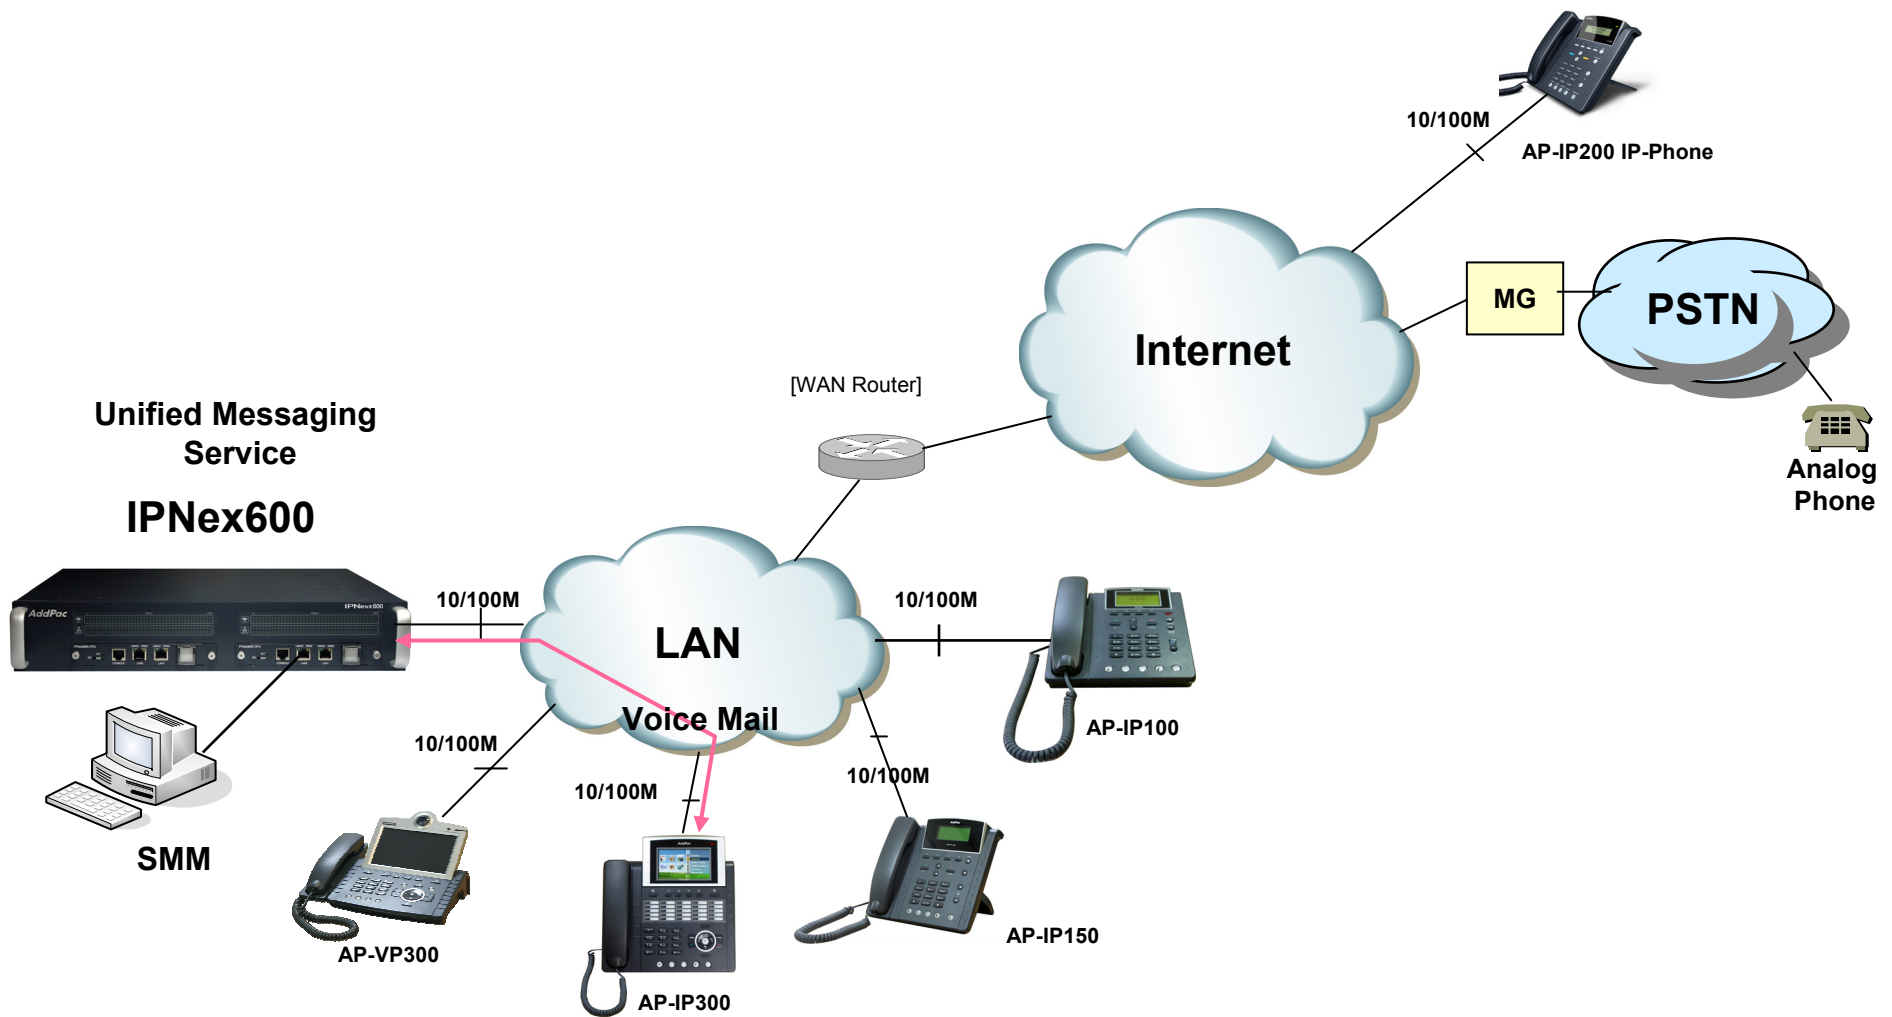 10/100M
AP-IP200 IP-Phone
MG
PSTN
Internet
[WAN Router]
Analog
Phone
Unified Messaging
Service
IPNex600
AddPac
IPNext600
10/100M
LAN
10/100M
Voice Mail
AP-IP100
10/100M
10/100M
10/100M
SMM
AP-VP300
AP-IP300
AP-IP150